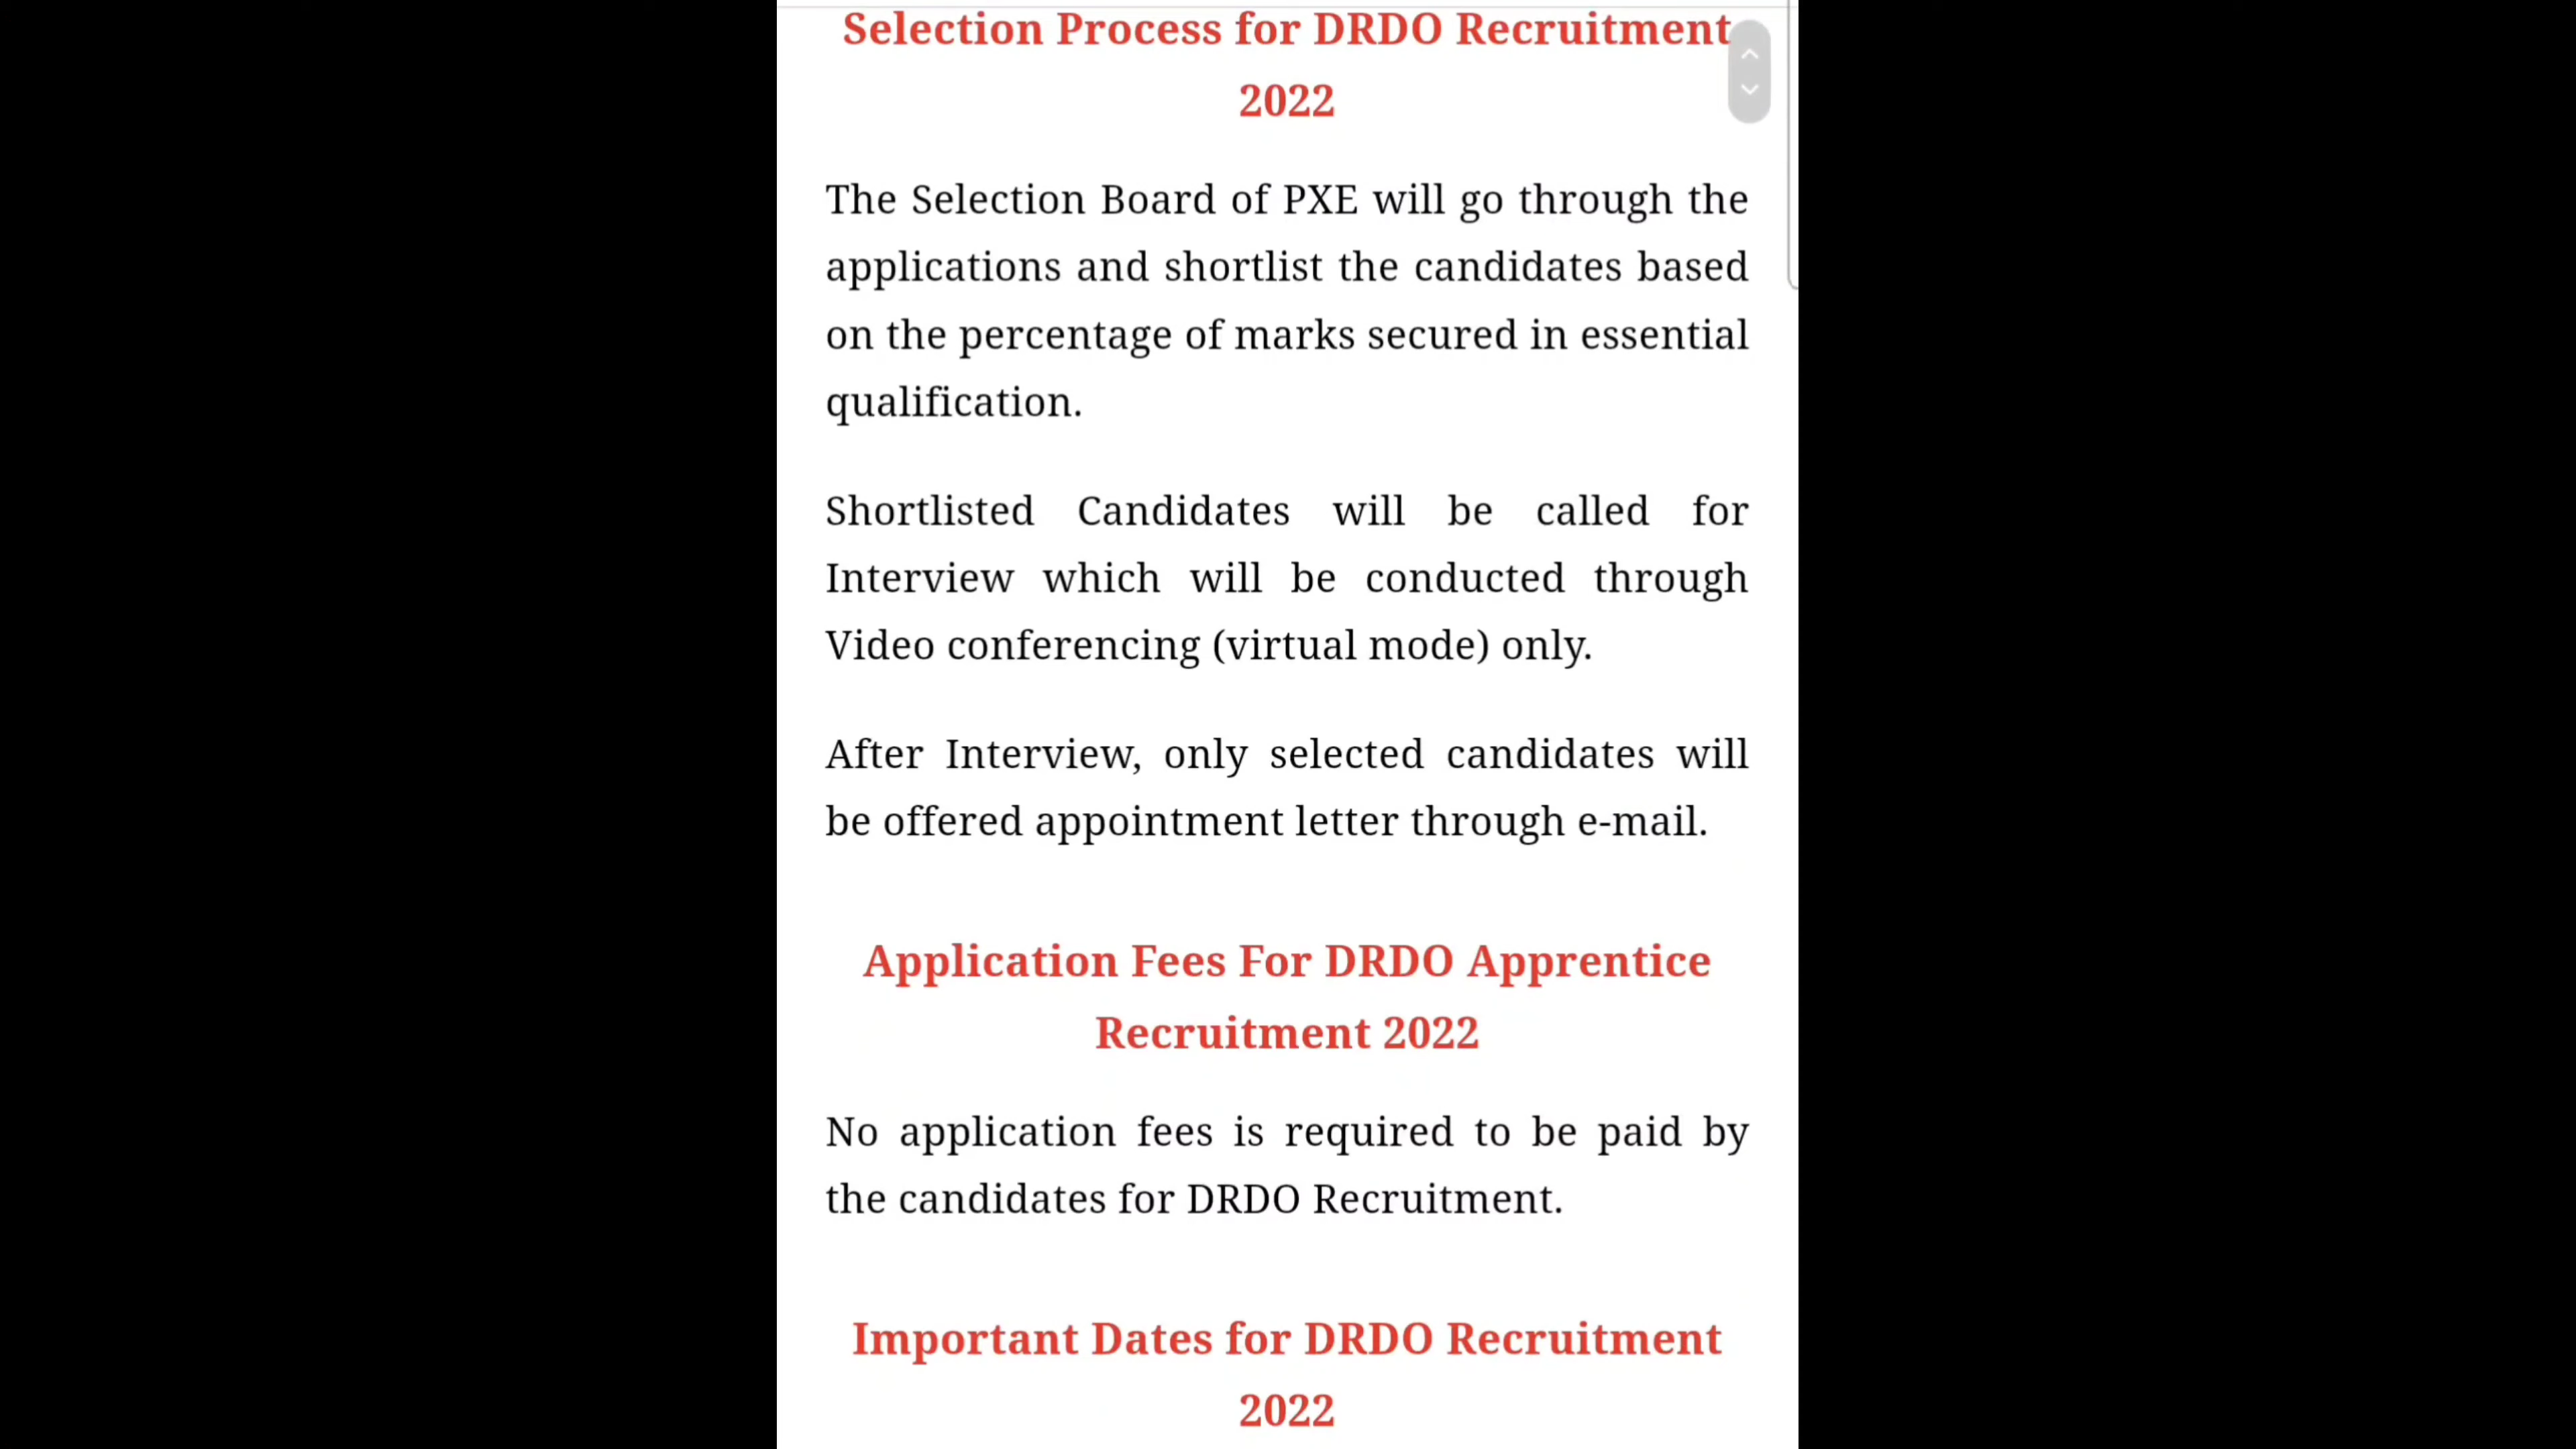 Selection Process for DRDO Recruitment
2022
The Selection Board of PXE will go through the
applications and shortlist the candidates based
on the percentage of marks secured in essential
qualification.
Shortlisted Candidates will be called for
Interview which will be conducted through
Video conferencing (virtual mode) only.
After Interview, only selected candidates will
be offered appointment letter through e-mail.
Application Fees For DRDO Apprentice
Recruitment 2022
No application fees is required to be paid by
the candidates for DRDO Recruitment.
Important Dates for DRDO Recruitment
2022